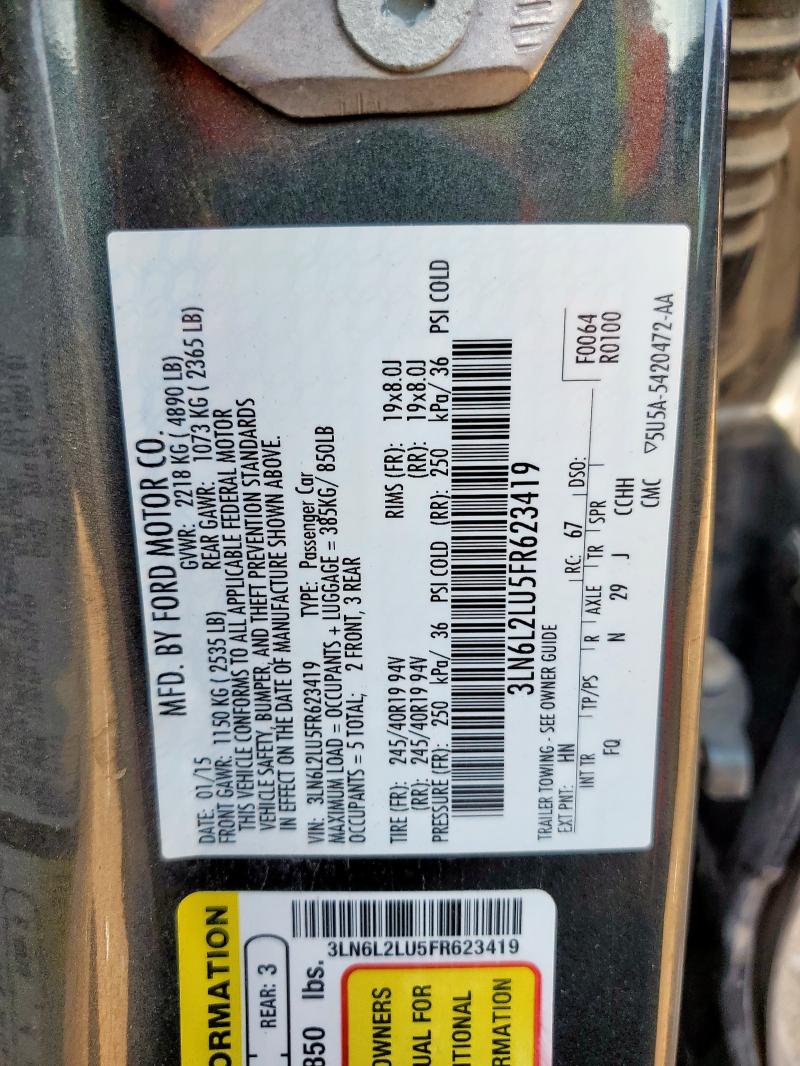 MFD. BY FORD MOTOR CO.
DATE: 01/15 GVWR: 2218 KG ( 4890 LB)
FRONT GAWR: 1150 KG ( 2535 LB) REAR GAWR: 1073 KG ( 2365 LB)
THIS VEHICLE CONFORMS TO ALL APPLICABLE FEDERAL MOTOR
VEHICLE SAFETY, BUMPER, AND THEFT PREVENTION STANDARDS
IN EFFECT ON THE DATE OF MANUFACTURE SHOWN ABOVE.
VIN: 3LN6L2LU5FR623419 TYPE: Passenger Car
MAXIMUM LOAD = OCCUPANTS + LUGGAGE = 385KG/ 850LB
OCCUPANTS = 5 TOTAL; 2 FRONT, 3 REAR
TIRE (FR): 245/40R19 94V RIMS (FR): 19x8.0J
(RR): 245/40R19 94V (RR): 19x8.0J
PRESSURE (FR): 250 kPa/ 36 PSI COLD (RR): 250 kPa/ 36 PSI COLD
3LN6L2LU5FR623419
TRAILER TOWING - SEE OWNER GUIDE
EXT PNT: HN RC: 67 DSO: F0064
R0100
INT TR TP/PS R AXLE TR SPR
FQ N 29 J CCHH
CMC ▽5U5A-5420472-AA
ORMATION
REAR: 3
850 lbs.
3LN6L2LU5FR623419
OWNERS
UAL FOR
ITIONAL
RMATION